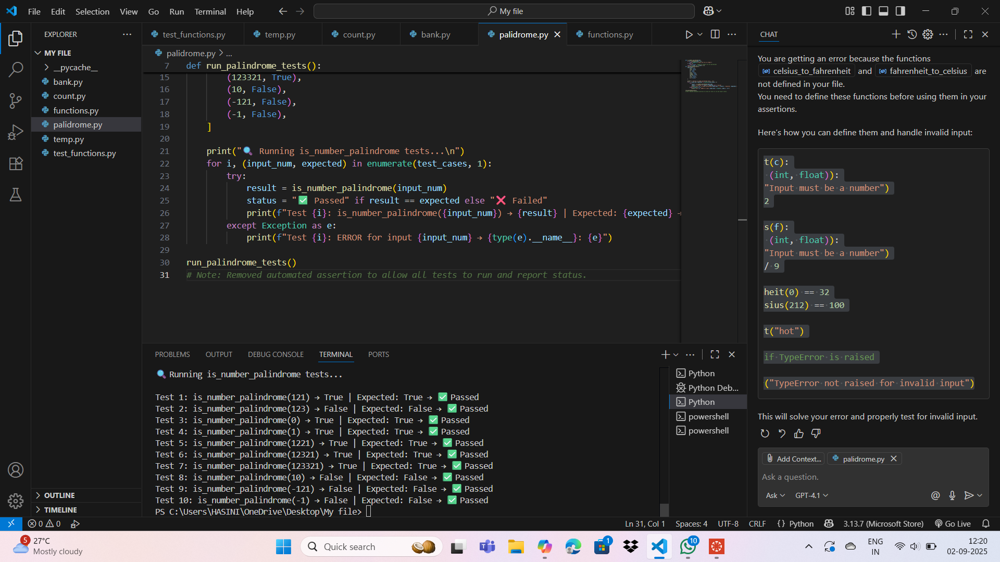 File Edit Selection View Go Run Terminal Help
My file
EXPLORER
MY FILE
__pycache__
bank.py
count.py
functions.py
palidrome.py
temp.py
test_functions.py
OUTLINE
TIMELINE
test_functions.py temp.py count.py bank.py palidrome.py functions.py
palidrome.py > ...
7 def run_palindrome_tests():
15 (123321, True),
16 (10, False),
17 (-121, False),
18 (-1, False),
19 ]
20
21 print("🔍 Running is_number_palindrome tests...\n")
22 for i, (input_num, expected) in enumerate(test_cases, 1):
23 try:
24 result = is_number_palindrome(input_num)
25 status = "✅ Passed" if result == expected else "❌ Failed"
26 print(f"Test {i}: is_number_palindrome({input_num}) → {result} | Expected: {expected} →
27 except Exception as e:
28 print(f"Test {i}: ERROR for input {input_num} → {type(e).__name__}: {e}")
29
30 run_palindrome_tests()
31 # Note: Removed automated assertion to allow all tests to run and report status.
PROBLEMS OUTPUT DEBUG CONSOLE TERMINAL PORTS
🔍 Running is_number_palindrome tests...
Test 1: is_number_palindrome(121) → True | Expected: True → ✅ Passed
Test 2: is_number_palindrome(123) → False | Expected: False → ✅ Passed
Test 3: is_number_palindrome(0) → True | Expected: True → ✅ Passed
Test 4: is_number_palindrome(1) → True | Expected: True → ✅ Passed
Test 5: is_number_palindrome(1221) → True | Expected: True → ✅ Passed
Test 6: is_number_palindrome(12321) → True | Expected: True → ✅ Passed
Test 7: is_number_palindrome(123321) → True | Expected: True → ✅ Passed
Test 8: is_number_palindrome(10) → False | Expected: False → ✅ Passed
Test 9: is_number_palindrome(-121) → False | Expected: False → ✅ Passed
Test 10: is_number_palindrome(-1) → False | Expected: False → ✅ Passed
PS C:\Users\HASINI\OneDrive\Desktop\My file>
Python
Python Deb...
Python
powershell
powershell
CHAT
You are getting an error because the functions
celsius_to_fahrenheit and fahrenheit_to_celsius are
not defined in your file.
You need to define these functions before using them in your
assertions.
Here's how you can define them and handle invalid input:
t(c):
(int, float)):
"Input must be a number")
2
s(f):
(int, float)):
"Input must be a number")
/ 9
heit(0) == 32
sius(212) == 100
t("hot")
if TypeError is raised
("TypeError not raised for invalid input")
This will solve your error and properly test for invalid input.
Add Context... palidrome.py
Ask a question.
Ask GPT-4.1
0 0 Ln 31, Col 1 Spaces: 4 UTF-8 CRLF {} Python 3.13.7 (Microsoft Store) Go Live
5
27°C
Mostly cloudy
Quick search
1
10
ENG
IN
12:20
02-09-2025